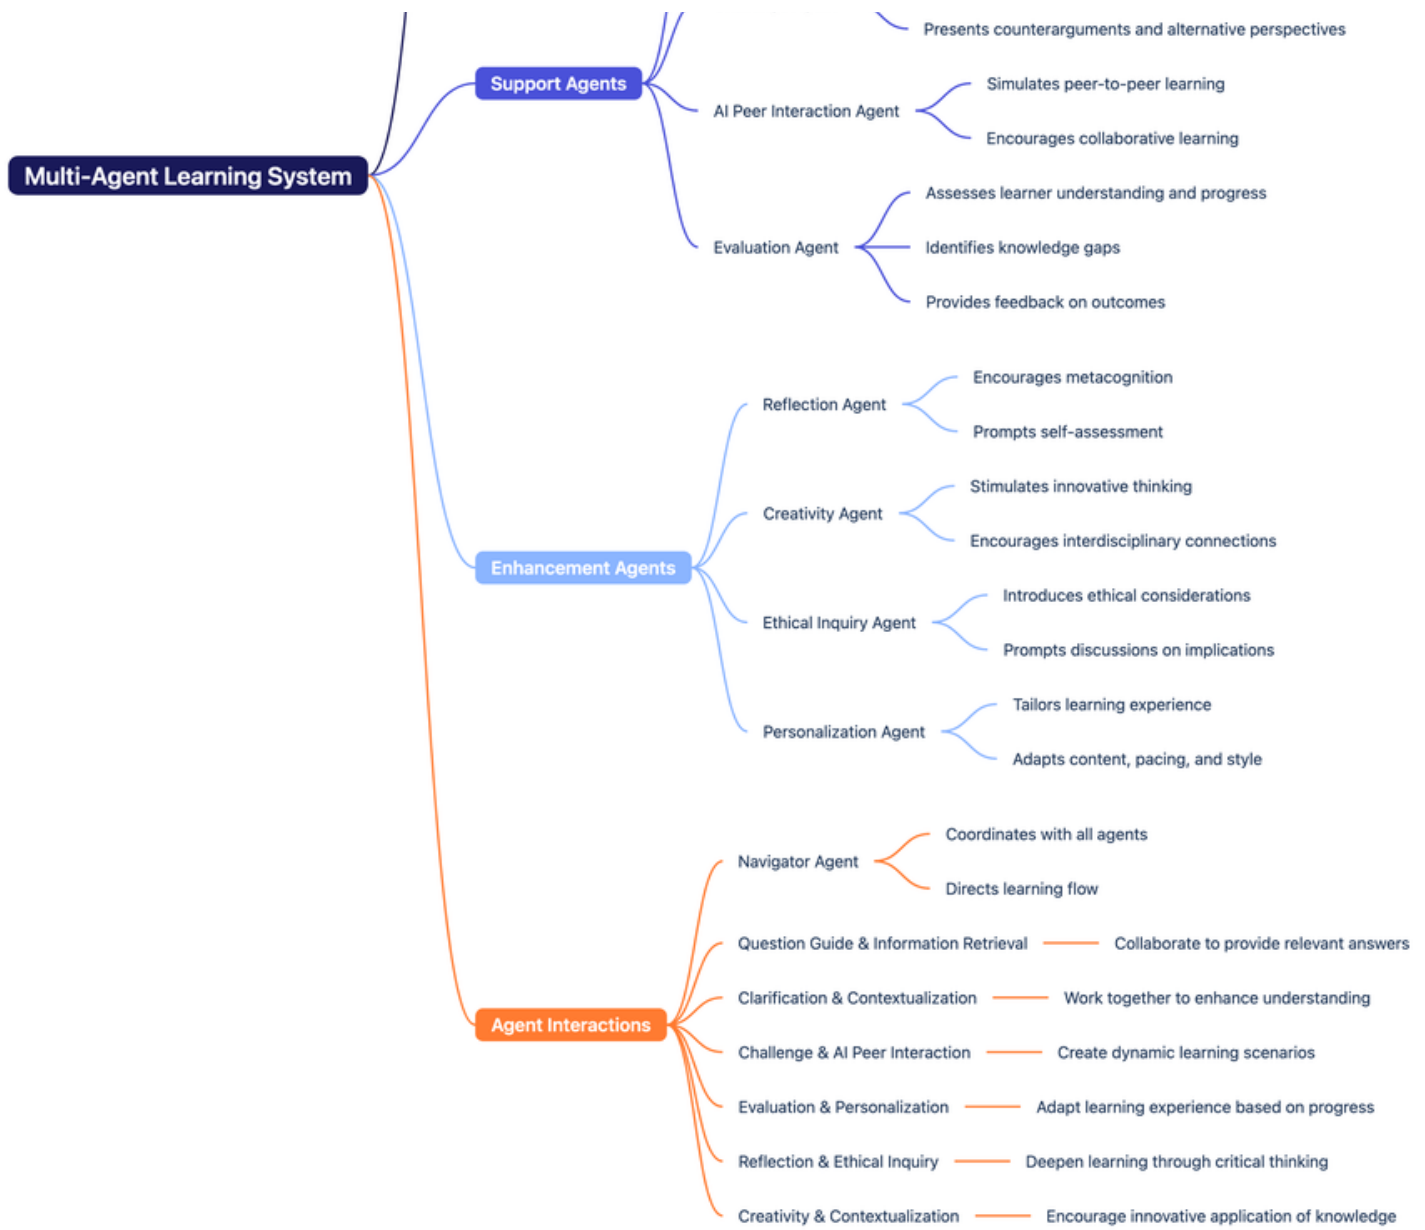 Presents counterarguments and alternative perspectives
Support Agents
Simulates peer-to-peer learning
AI Peer Interaction Agent
Encourages collaborative learning
Multi-Agent Learning System
Assesses learner understanding and progress
Evaluation Agent
Identifies knowledge gaps
Provides feedback on outcomes
Encourages metacognition
Reflection Agent
Prompts self-assessment
Stimulates innovative thinking
Creativity Agent
Encourages interdisciplinary connections
Enhancement Agents
Introduces ethical considerations
Ethical Inquiry Agent
Prompts discussions on implications
Tailors learning experience
Personalization Agent
Adapts content, pacing, and style
Coordinates with all agents
Navigator Agent
Directs learning flow
Question Guide & Information Retrieval
Collaborate to provide relevant answers
Clarification & Contextualization
Work together to enhance understanding
Agent Interactions
Challenge & AI Peer Interaction
Create dynamic learning scenarios
Evaluation & Personalization
Adapt learning experience based on progress
Reflection & Ethical Inquiry
Deepen learning through critical thinking
Creativity & Contextualization
Encourage innovative application of knowledge